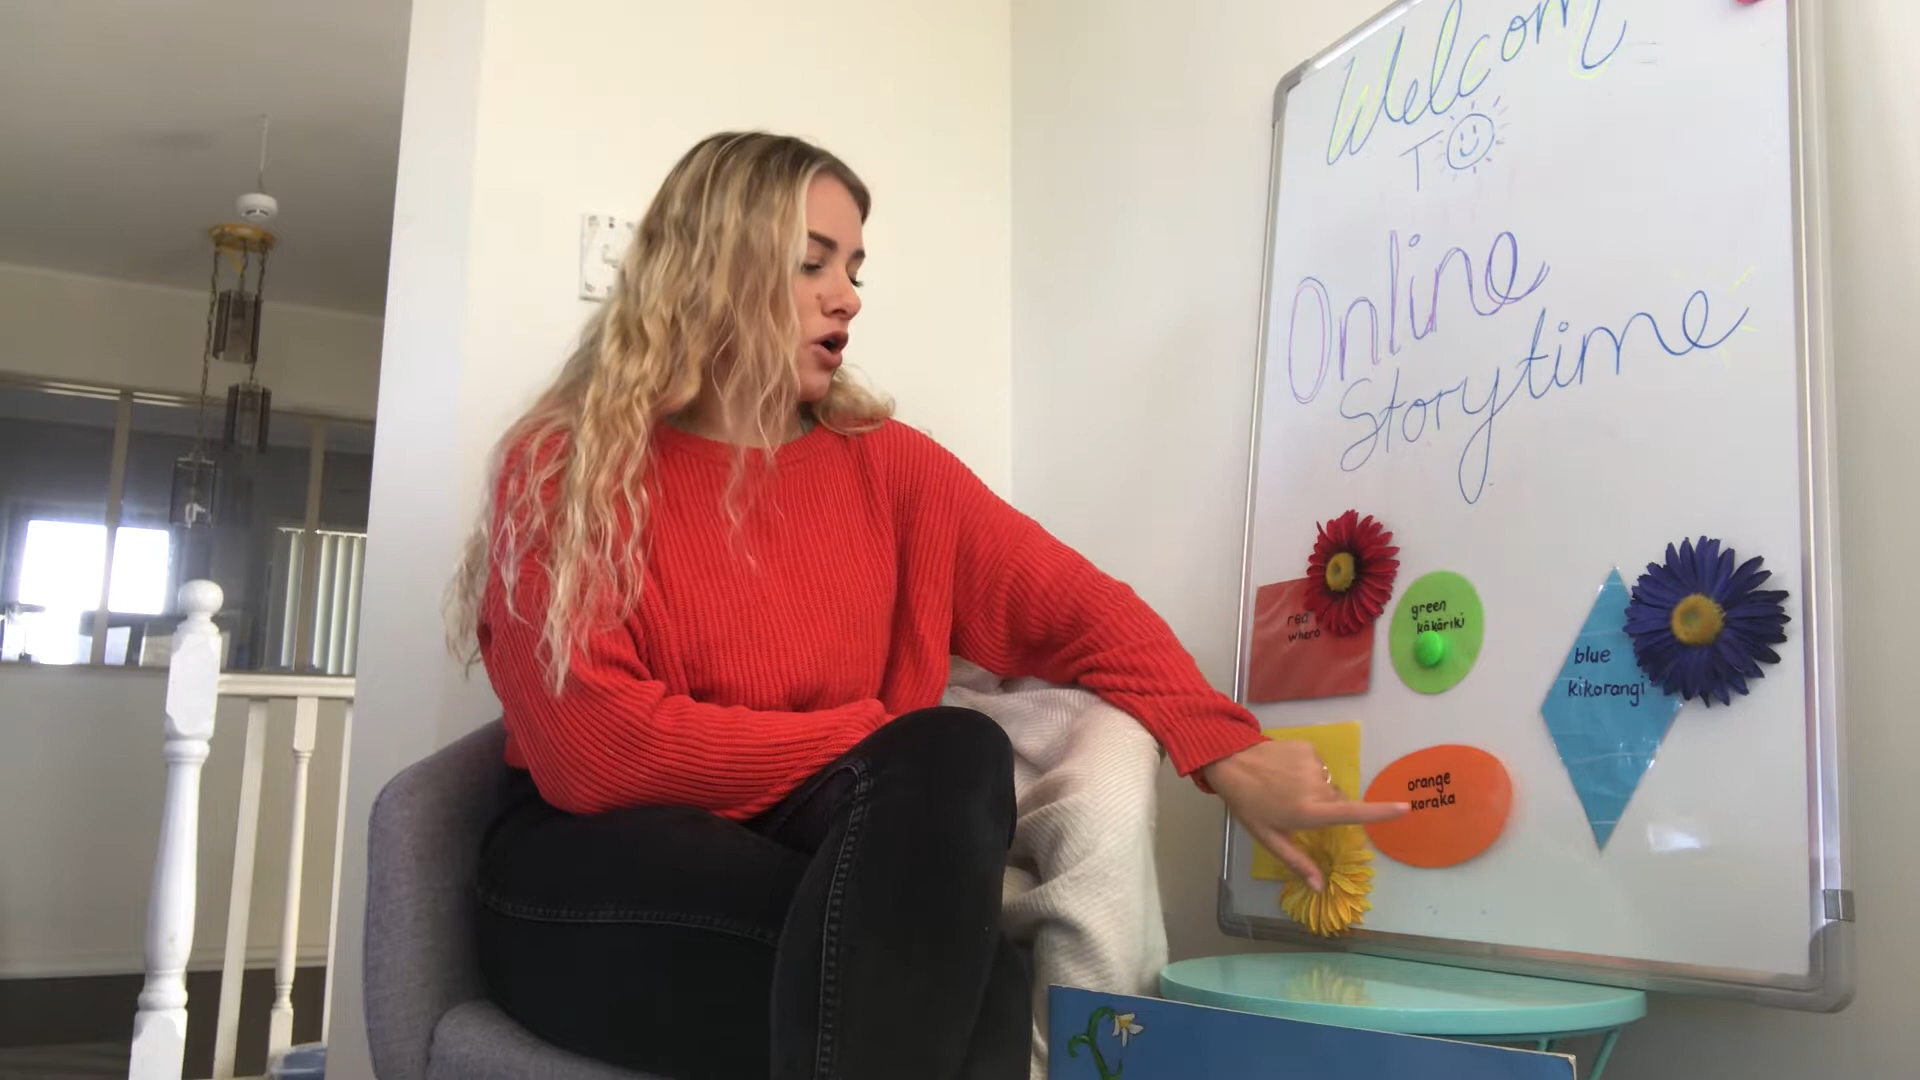 Welcom
To
Online
Storytime
red
whero
green
kākāriki
blue
kikorangi
orange
karaka